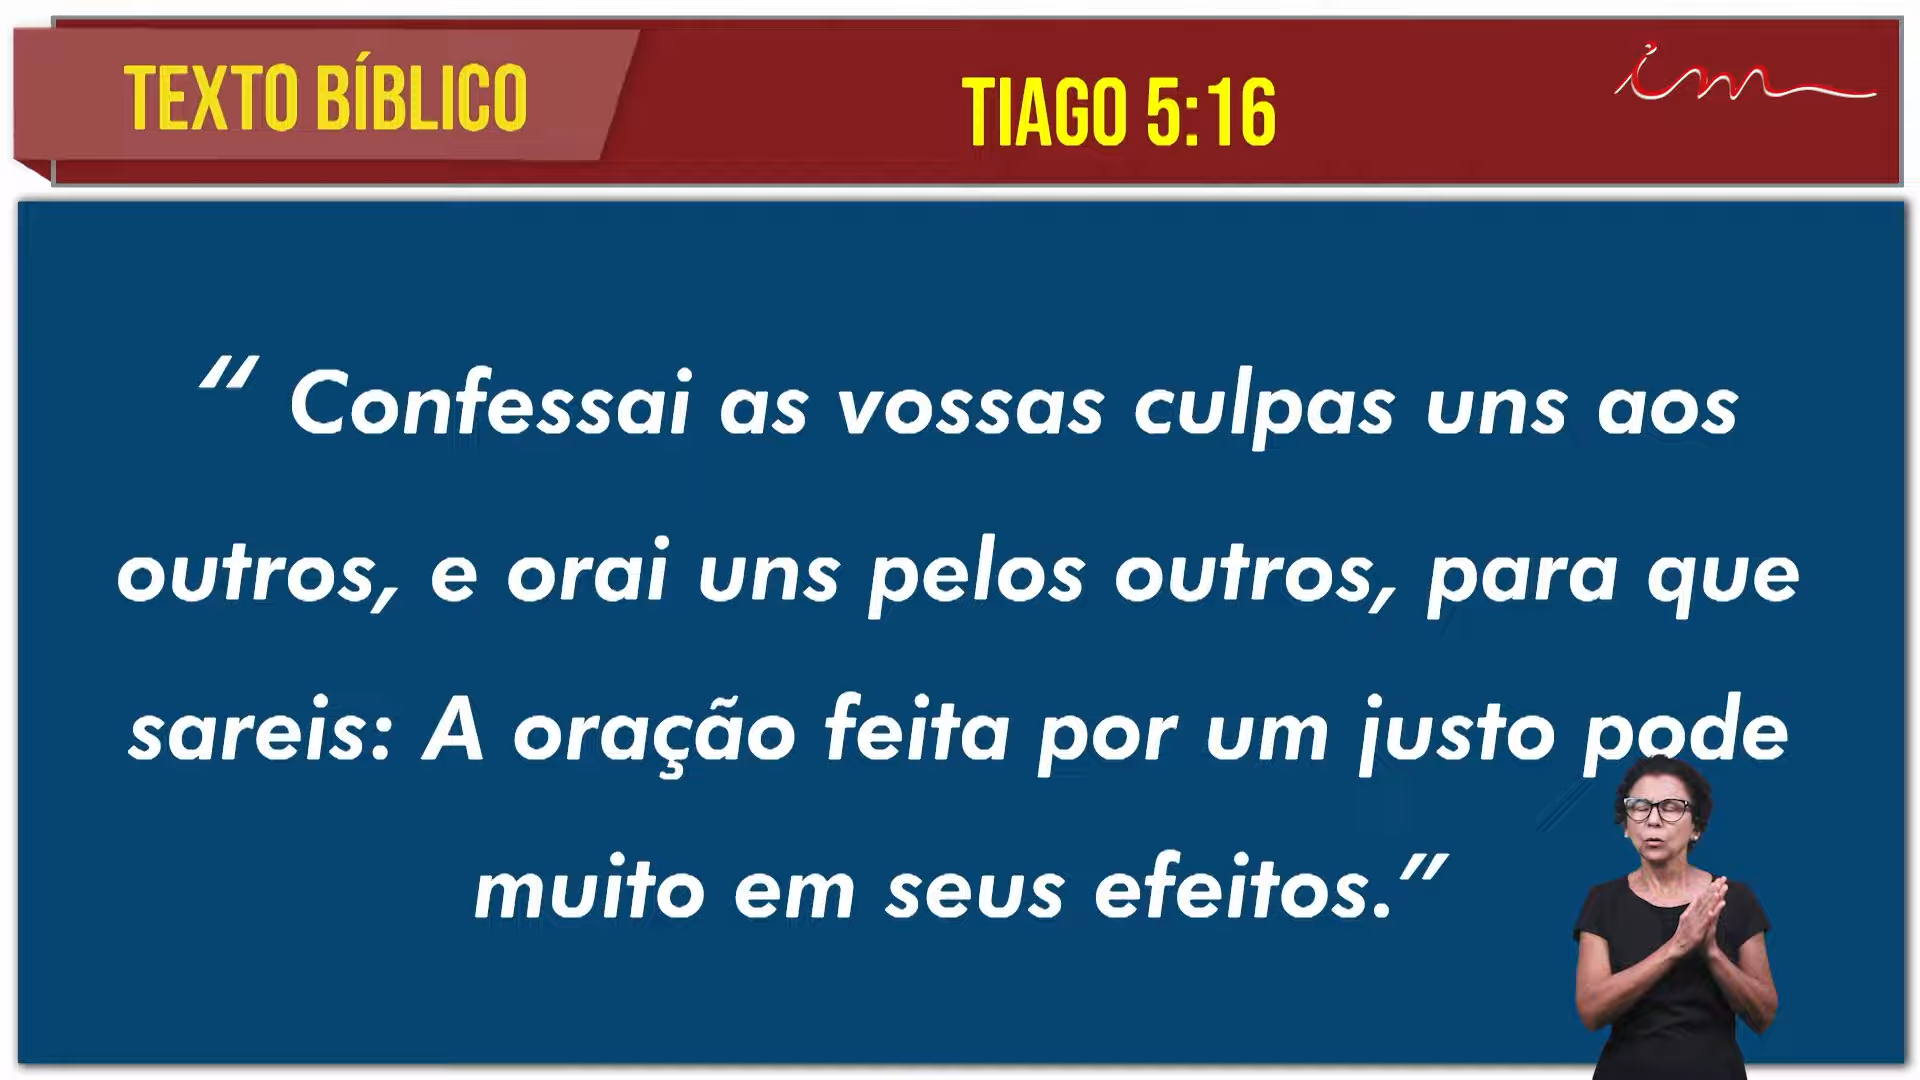 TEXTO BÍBLICO
TIAGO 5:16
im
“ Confessai as vossas culpas uns aos
outros, e orai uns pelos outros, para que
sareis: A oração feita por um justo pode
muito em seus efeitos.”